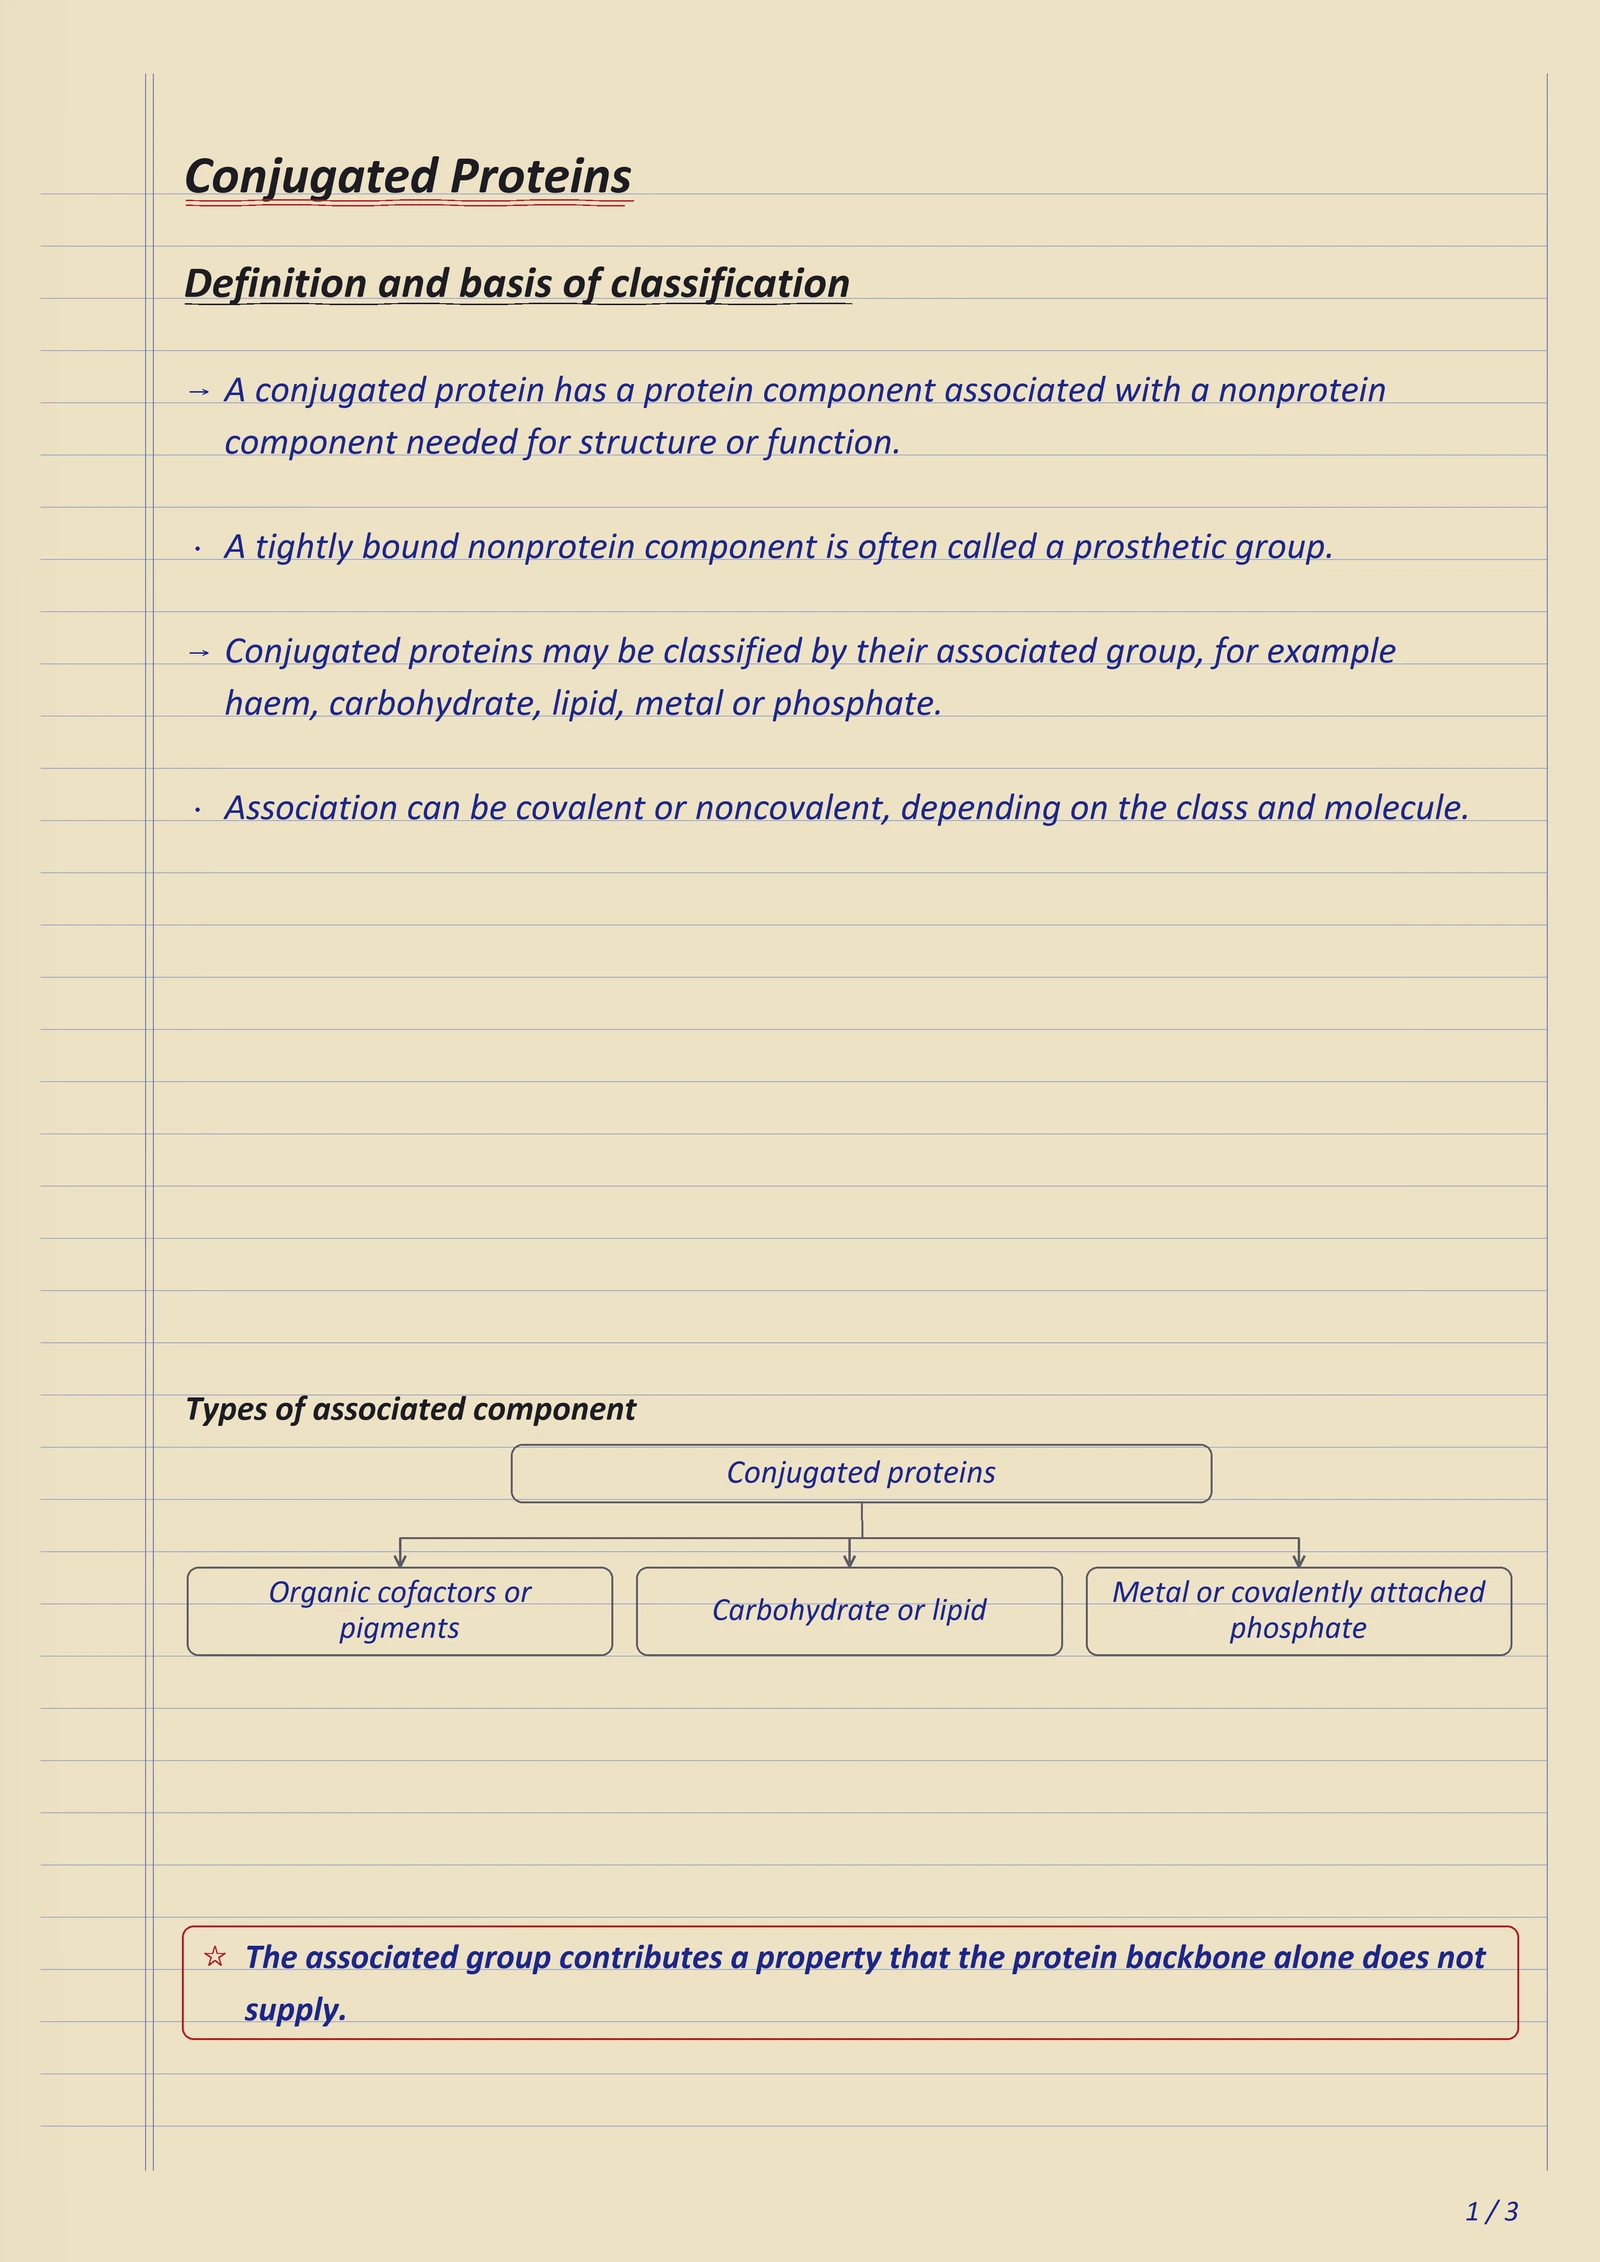 Conjugated Proteins
Definition and basis of classification
→ A conjugated protein has a protein component associated with a nonprotein
component needed for structure or function.
· A tightly bound nonprotein component is often called a prosthetic group.
→ Conjugated proteins may be classified by their associated group, for example
haem, carbohydrate, lipid, metal or phosphate.
· Association can be covalent or noncovalent, depending on the class and molecule.
Types of associated component
Conjugated proteins
Organic cofactors or
pigments
Carbohydrate or lipid
Metal or covalently attached
phosphate
☆ The associated group contributes a property that the protein backbone alone does not
supply.
1 / 3